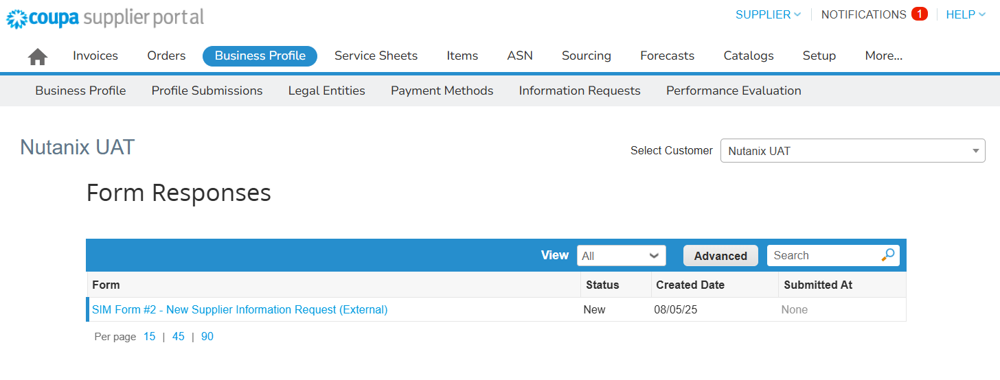 coupa supplier portal
SUPPLIER NOTIFICATIONS 1 HELP
Invoices Orders Business Profile Service Sheets Items ASN Sourcing Forecasts Catalogs Setup More...
Business Profile Profile Submissions Legal Entities Payment Methods Information Requests Performance Evaluation
Nutanix UAT
Select Customer Nutanix UAT
Form Responses
View All Advanced Search
Form Status Created Date Submitted At
SIM Form #2 - New Supplier Information Request (External) New 08/05/25 None
Per page 15 | 45 | 90